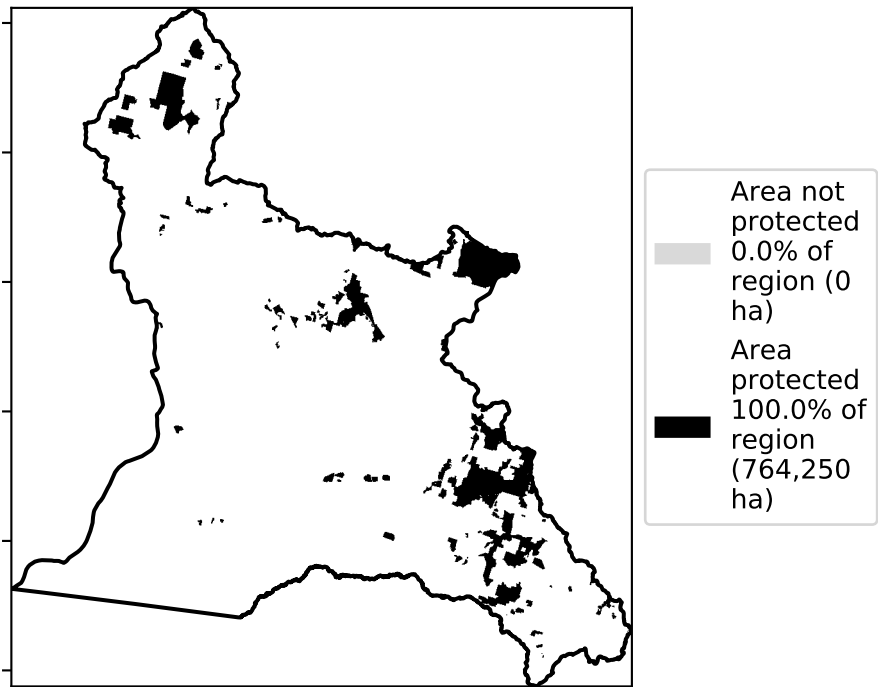 Area not
protected
0.0% of
region (0
ha)
Area
protected
100.0% of
region
(764,250
ha)